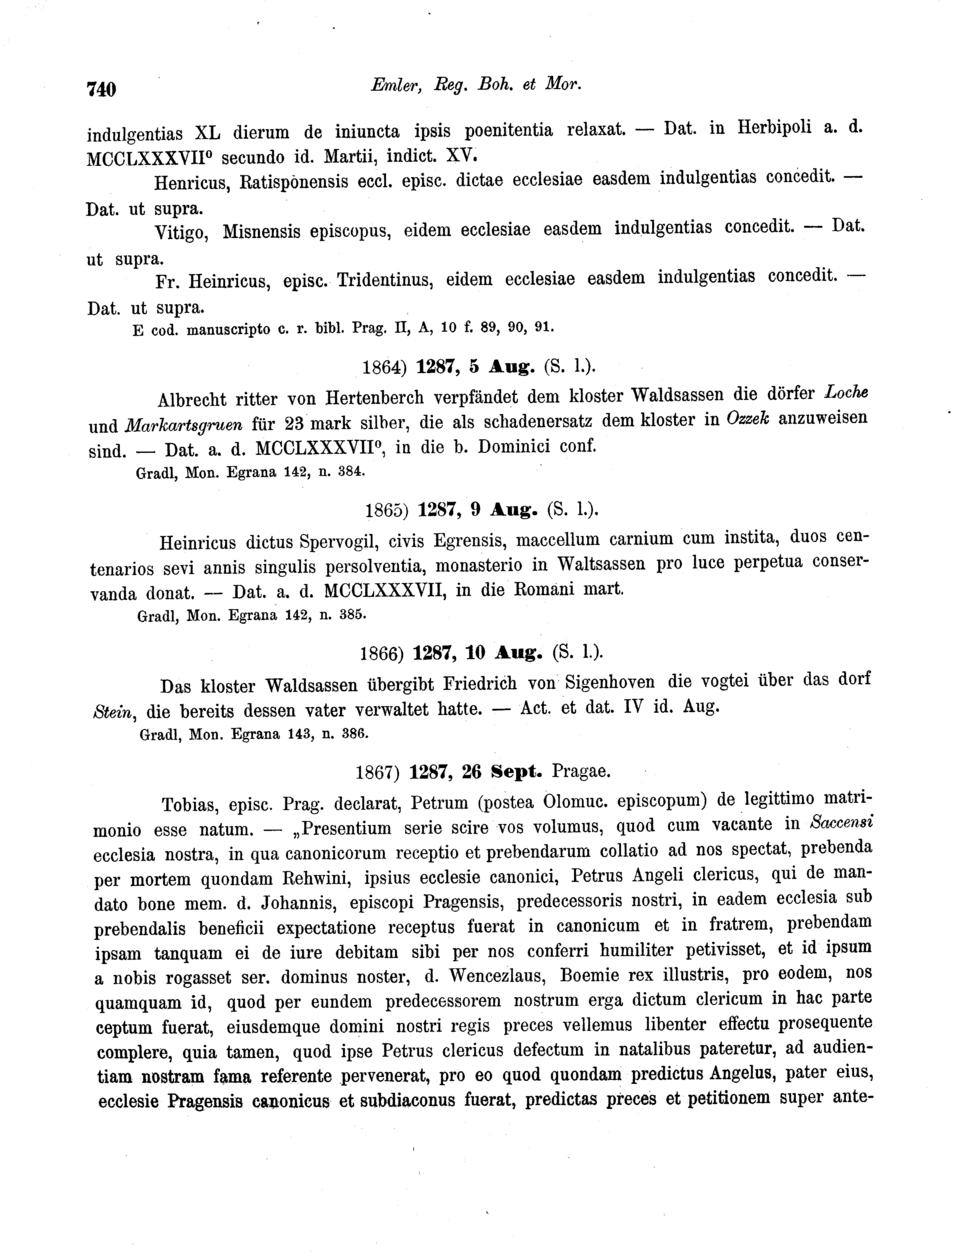 740
Emler, Reg. Boh. et Mor.
indulgentias XL dierum de iniuncta ipsis poenitentia relaxat. — Dat. in Herbipoli a. d.
MCCLXXXVIIº secundo id. Martii, indict. XV.
Henricus, Ratisponensis eccl. episc. dictae ecclesiae easdem indulgentias concedit. —
Dat. ut supra.
Vitigo, Misnensis episcopus, eidem ecclesiae easdem indulgentias concedit. — Dat.
ut supra.
Fr. Heinricus, episc. Tridentinus, eidem ecclesiae easdem indulgentias concedit. —
Dat. ut supra.
E cod. manuscripto c. r. bibl. Prag. II, A, 10 f. 89, 90, 91.
1864) 1287, 5 Aug. (S. l.).
Albrecht ritter von Hertenberch verpfändet dem kloster Waldsassen die dörfer Loche
und Markartsgruen für 23 mark silber, die als schadenersatz dem kloster in Ozzek anzuweisen
sind. — Dat. a. d. MCCLXXXVIIº, in die b. Dominici conf.
Gradl, Mon. Egrana 142, n. 384.
1865) 1287, 9 Aug. (S. l.).
Heinricus dictus Spervogil, civis Egrensis, maccellum carnium cum instita, duos cen-
tenarios sevi annis singulis persolventia, monasterio in Waltsassen pro luce perpetua conser-
vanda donat. — Dat. a. d. MCCLXXXVII, in die Romani mart.
Gradl, Mon. Egrana 142, n. 385.
1866) 1287, 10 Aug. (S. l.).
Das kloster Waldsassen übergibt Friedrich von Sigenhoven die vogtei über das dorf
Stein, die bereits dessen vater verwaltet hatte. — Act. et dat. IV id. Aug.
Gradl, Mon. Egrana 143, n. 386.
1867) 1287, 26 Sept. Pragae.
Tobias, episc. Prag. declarat, Petrum (postea Olomuc. episcopum) de legittimo matri-
monio esse natum. — „Presentium serie scire vos volumus, quod cum vacante in Saccensi
ecclesia nostra, in qua canonicorum receptio et prebendarum collatio ad nos spectat, prebenda
per mortem quondam Rehwini, ipsius ecclesie canonici, Petrus Angeli clericus, qui de man-
dato bone mem. d. Johannis, episcopi Pragensis, predecessoris nostri, in eadem ecclesia sub
prebendalis beneficii expectatione receptus fuerat in canonicum et in fratrem, prebendam
ipsam tanquam ei de iure debitam sibi per nos conferri humiliter petivisset, et id ipsum
a nobis rogasset ser. dominus noster, d. Wencezlaus, Boemie rex illustris, pro eodem, nos
quamquam id, quod per eundem predecessorem nostrum erga dictum clericum in hac parte
ceptum fuerat, eiusdemque domini nostri regis preces vellemus libenter effectu prosequente
complere, quia tamen, quod ipse Petrus clericus defectum in natalibus pateretur, ad audien-
tiam nostram fama referente pervenerat, pro eo quod quondam predictus Angelus, pater eius,
ecclesie Pragensis canonicus et subdiaconus fuerat, predictas preces et petitionem super ante-